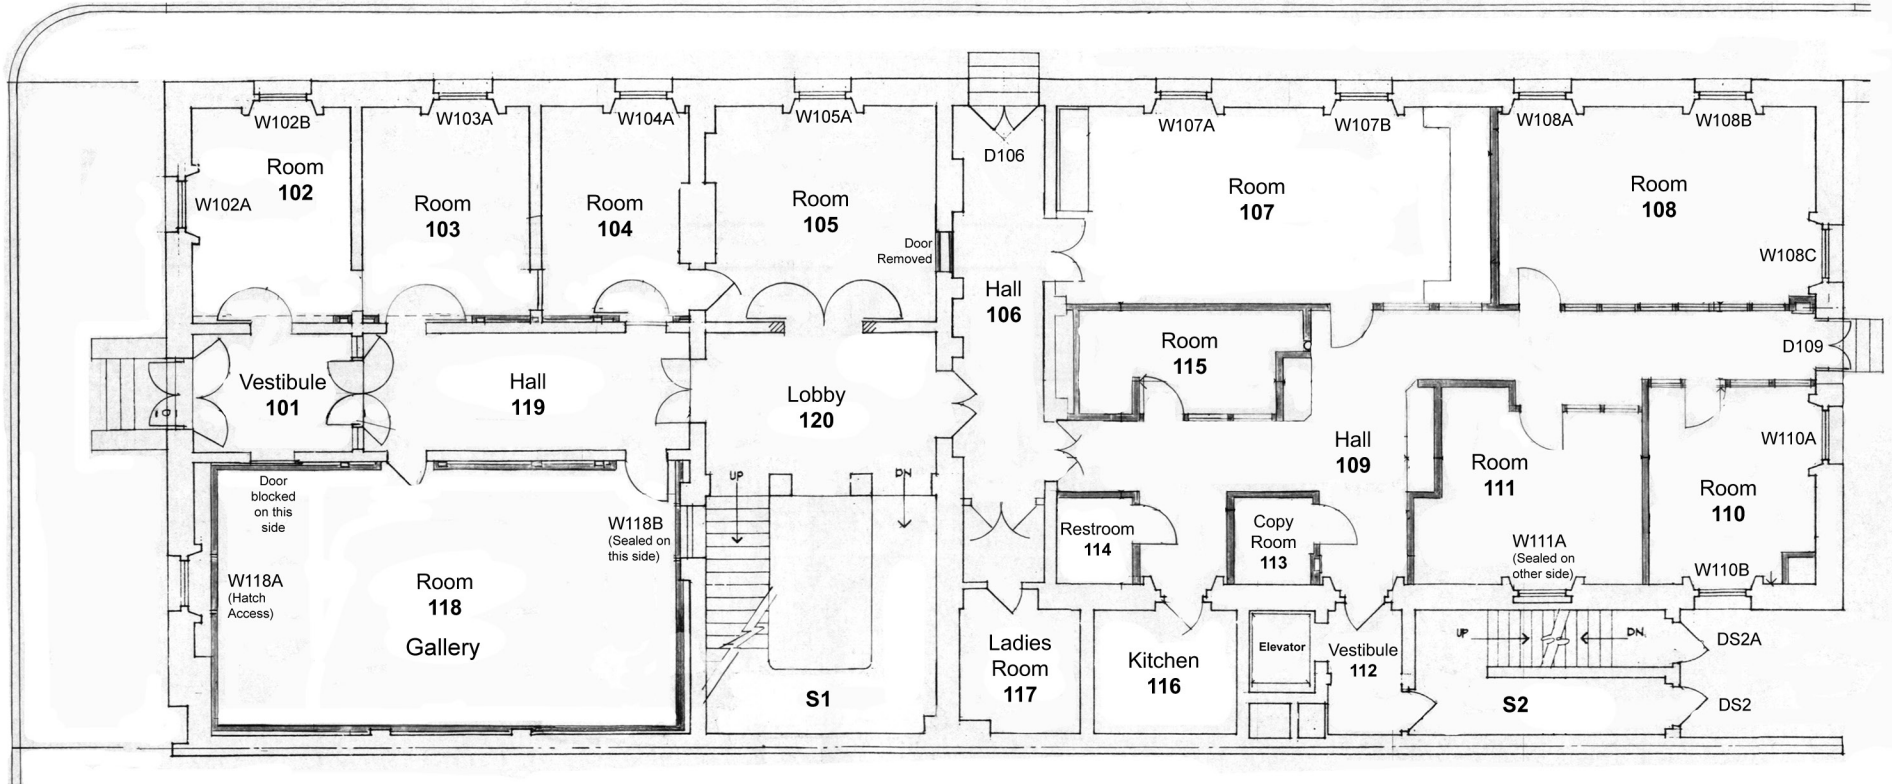 W102B
W103A
W104A
W105A
W107A
W107B
W108A
W108B
D106
Room
102
W102A
Room
103
Room
104
Room
105
Door
Removed
Room
107
Room
108
W108C
Hall
106
Room
115
D109
Vestibule
101
Hall
119
Lobby
120
Hall
109
W110A
Room
111
Room
110
UP
DN
Door
blocked
on this
side
W118B
(Sealed on
this side)
Restroom
114
Copy
Room
113
W111A
(Sealed on
other side)
W110B
W118A
(Hatch
Access)
Room
118
Gallery
Ladies
Room
117
Kitchen
116
Elevator
Vestibule
112
UP
DN
DS2A
S1
S2
DS2